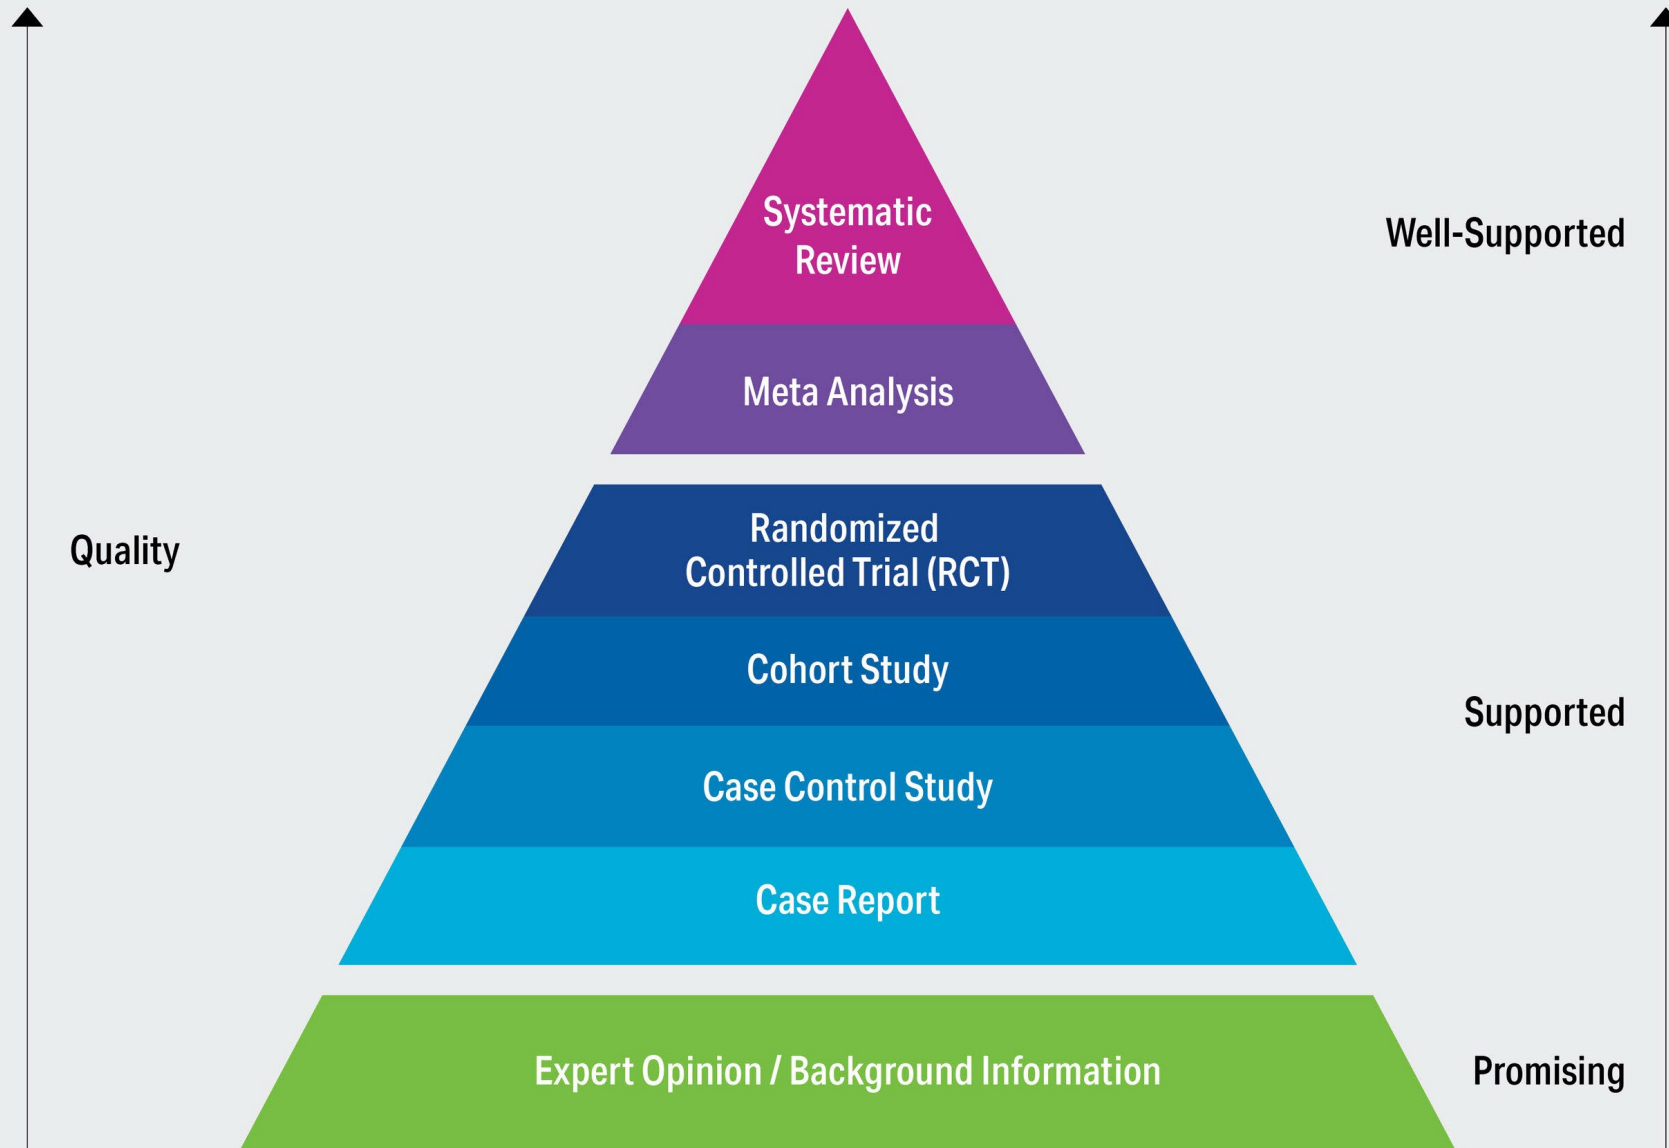 Systematic
Review
Well-Supported
Meta Analysis
Randomized
Controlled Trial (RCT)
Quality
Cohort Study
Supported
Case Control Study
Case Report
Expert Opinion / Background Information
Promising